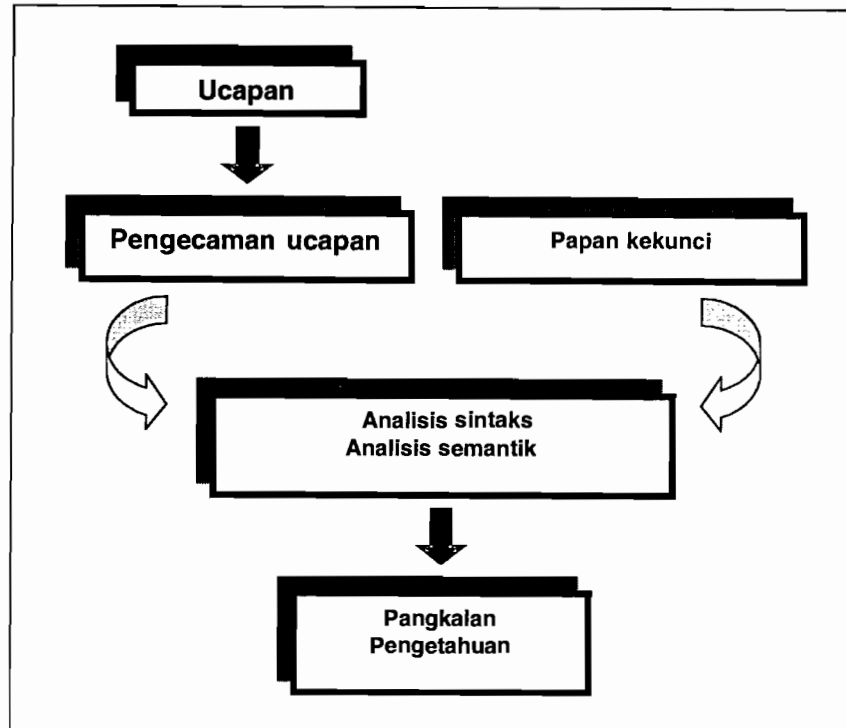 Ucapan
Pengecaman ucapan
Papan kekunci
Analisis sintaks
Analisis semantik
Pangkalan
Pengetahuan